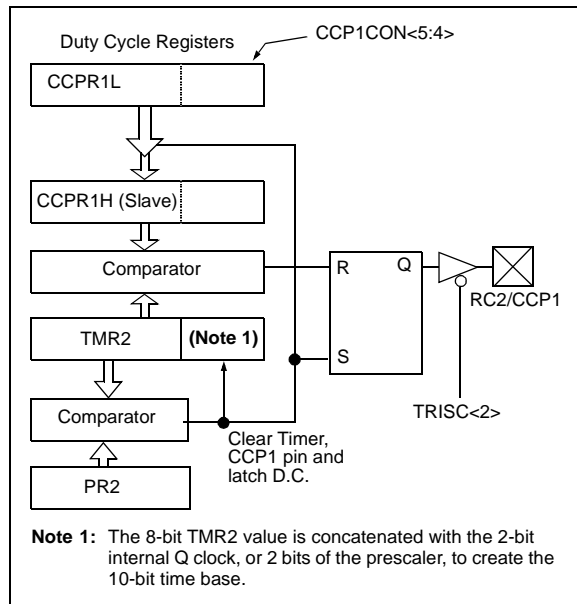 Duty Cycle Registers
CCP1CON<5:4>
CCPR1L
CCPR1H (Slave)
Comparator
R
Q
RC2/CCP1
TMR2
(Note 1)
S
TRISC<2>
Comparator
Clear Timer,
CCP1 pin and
latch D.C.
PR2
Note 1: The 8-bit TMR2 value is concatenated with the 2-bit
internal Q clock, or 2 bits of the prescaler, to create the
10-bit time base.